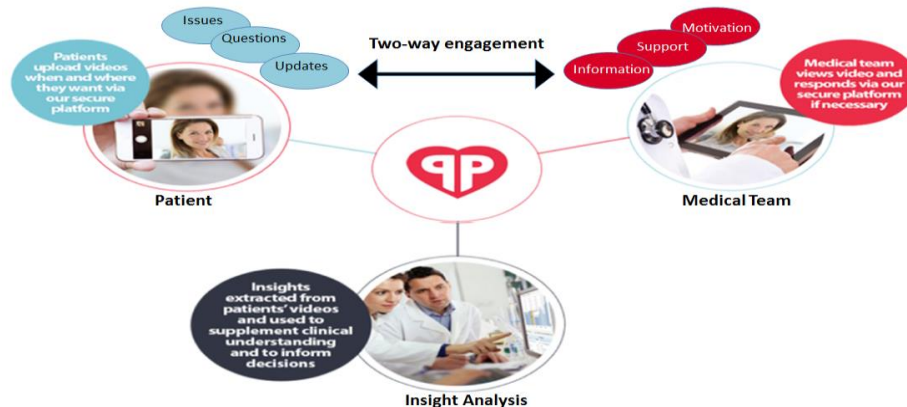 Issues
Questions
Updates
Two-way engagement
Motivation
Support
Information
Patients
upload videos
when and where
they want via
our secure
platform
Medical team
views video and
responds via our
secure platform
if necessary
PP
Patient
Medical Team
Insights
extracted from
patients' videos
and used to
supplement clinical
understanding
and to inform
decisions
Insight Analysis